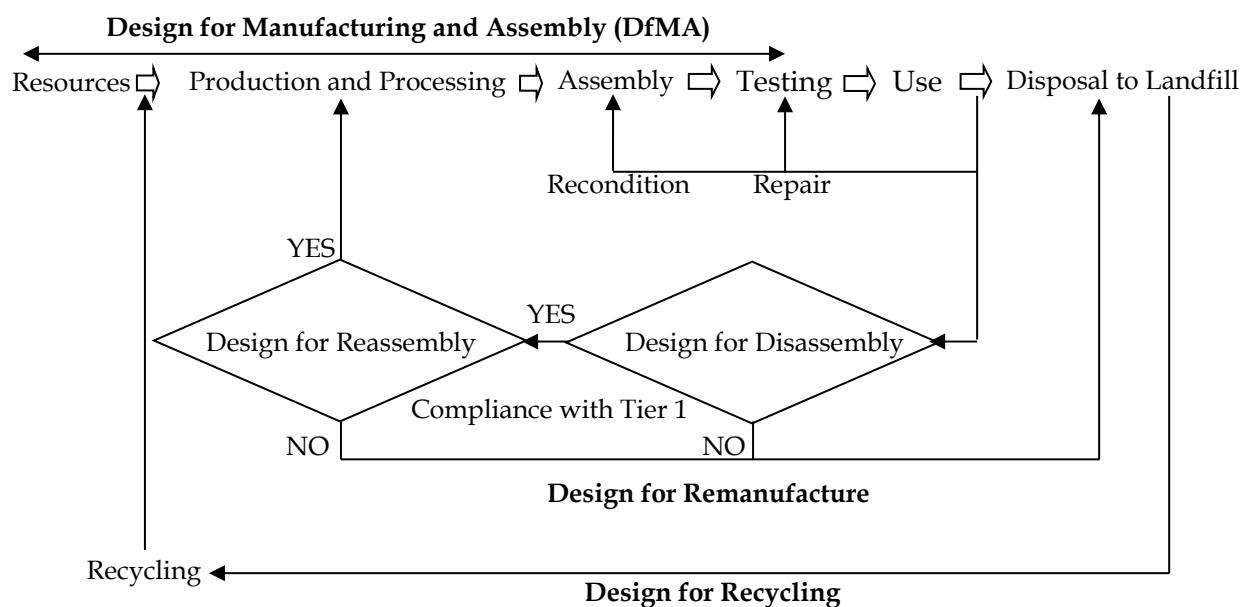 Design for Manufacturing and Assembly (DfMA)
Resources Production and Processing Assembly Testing Use Disposal to Landfill
Recondition Repair
YES
YES
Design for Reassembly Design for Disassembly
Compliance with Tier 1
NO NO
Design for Remanufacture
Recycling
Design for Recycling